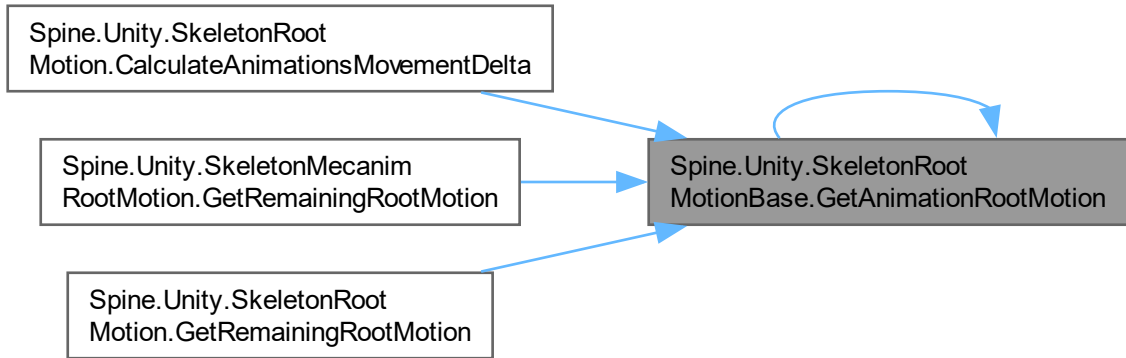 Spine.Unity.SkeletonRoot
Motion.CalculateAnimationsMovementDelta
Spine.Unity.SkeletonMecanim
RootMotion.GetRemainingRootMotion
Spine.Unity.SkeletonRoot
Motion.GetRemainingRootMotion
Spine.Unity.SkeletonRoot
MotionBase.GetAnimationRootMotion